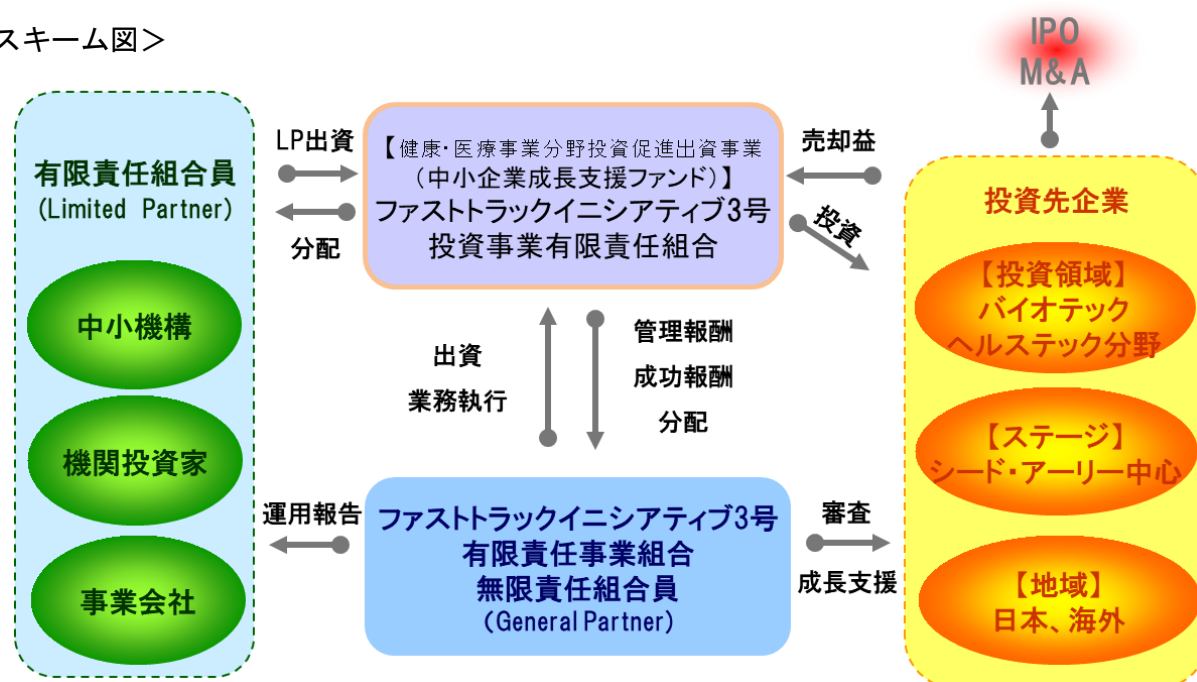 スキーム図＞
IPO
M&A
有限責任組合員
(Limited Partner)
中小機構
機関投資家
事業会社
LP出資
分配
【健康・医療事業分野投資促進出資事業
（中小企業成長支援ファンド）】
ファストトラックイニシアティブ3号
投資事業有限責任組合
売却益
投資
出資
業務執行
管理報酬
成功報酬
分配
運用報告
ファストトラックイニシアティブ3号
有限責任事業組合
無限責任組合員
(General Partner)
審査
成長支援
投資先企業
【投資領域】
バイオテック
ヘルステック分野
【ステージ】
シード・アーリー中心
【地域】
日本、海外